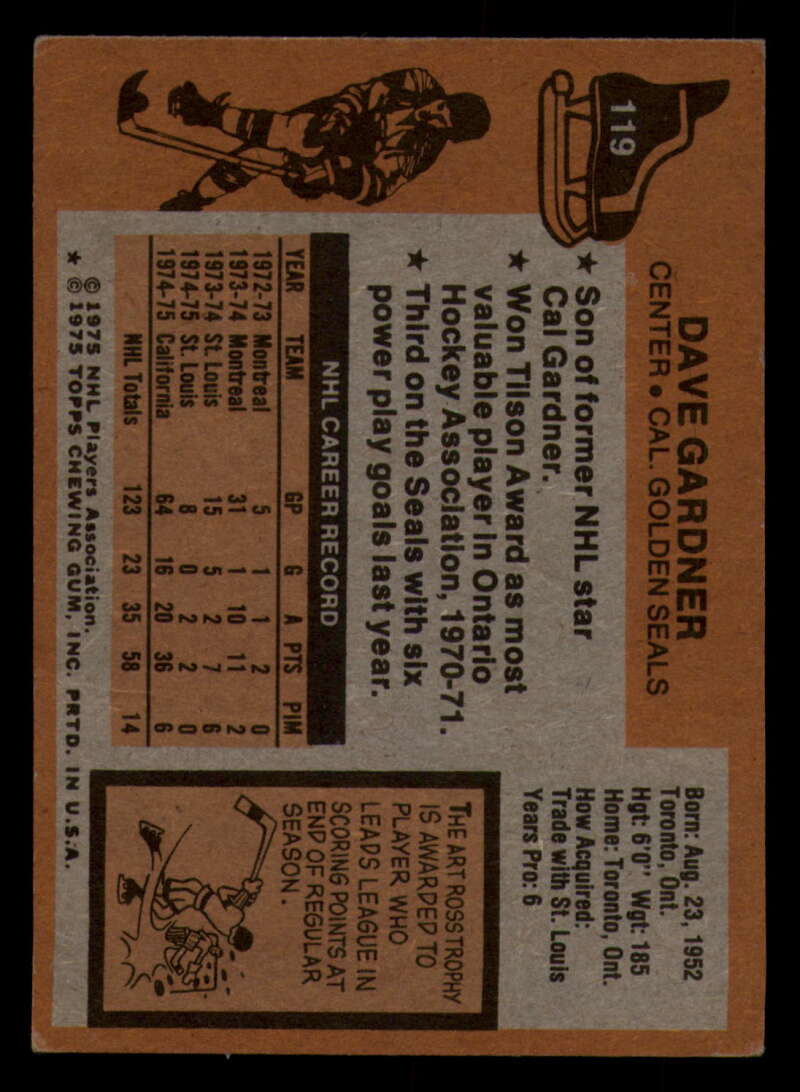 119
DAVE GARDNER
CENTER • CAL. GOLDEN SEALS
★ Son of former NHL star
Cal Gardner.
★ Won Tilson Award as most
valuable player in Ontario
Hockey Association, 1970-71.
★ Third on the Seals with six
power play goals last year.
Born: Aug. 23, 1952
Toronto, Ont.
Hgt: 6'0" Wgt: 185
Home: Toronto, Ont.
How Acquired:
Trade with St. Louis
Years Pro: 6
NHL CAREER RECORD
YEAR TEAM GP G A PTS PIM
1972-73 Montreal 5 1 1 2 0
1973-74 Montreal 31 1 10 11 2
1973-74 St. Louis 15 5 2 7 6
1974-75 St. Louis 8 0 2 2 0
1974-75 California 64 16 20 36 6
NHL Totals 123 23 35 58 14
THE ART ROSS TROPHY
IS AWARDED TO
PLAYER WHO
LEADS LEAGUE IN
SCORING POINTS AT
END OF REGULAR
SEASON.
© 1975 NHL Players Association.
★ © 1975 TOPPS CHEWING GUM, INC. PRTD. IN U.S.A.